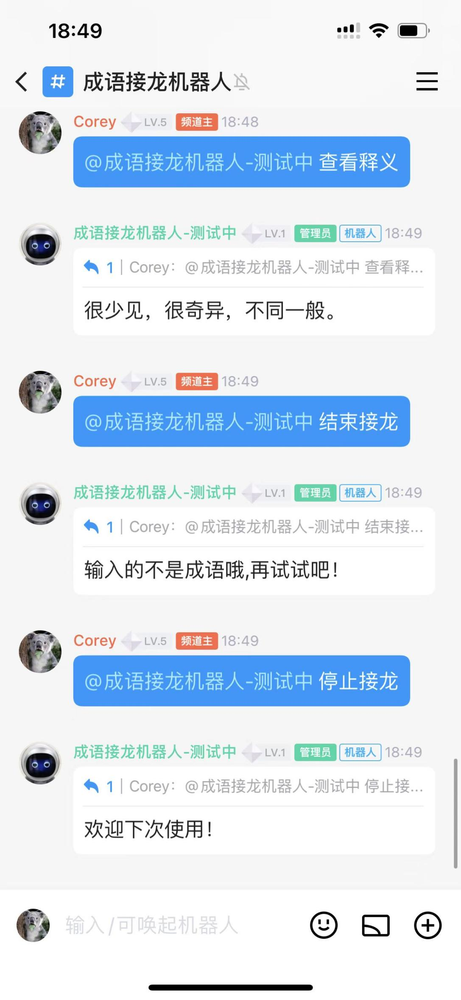 18:49
成语接龙机器人
Corey LV.5 频道主 18:48
@成语接龙机器人-测试中 查看释义
成语接龙机器人-测试中 LV.1 管理员 机器人 18:49
1 | Corey：@成语接龙机器人-测试中 查看释...
很少见，很奇异，不同一般。
Corey LV.5 频道主 18:49
@成语接龙机器人-测试中 结束接龙
成语接龙机器人-测试中 LV.1 管理员 机器人 18:49
1 | Corey：@成语接龙机器人-测试中 结束接...
输入的不是成语哦,再试试吧！
Corey LV.5 频道主 18:49
@成语接龙机器人-测试中 停止接龙
成语接龙机器人-测试中 LV.1 管理员 机器人 18:49
1 | Corey：@成语接龙机器人-测试中 停止接...
欢迎下次使用！
输入/可唤起机器人